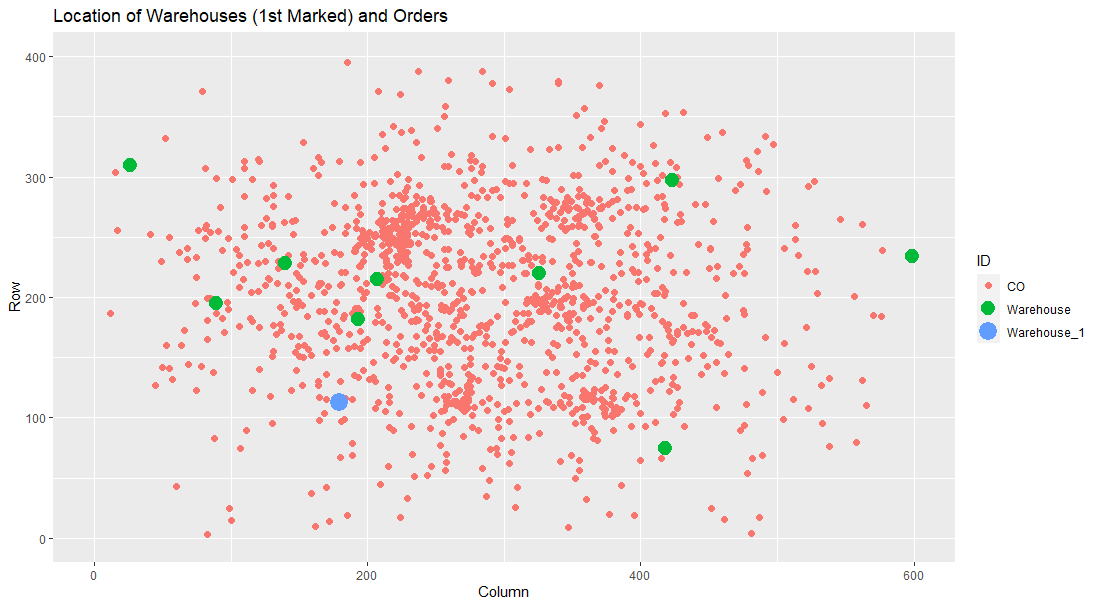 Location of Warehouses (1st Marked) and Orders
400
300
200
100
0
Row
0
200
400
600
Column
ID
CO
Warehouse
Warehouse_1